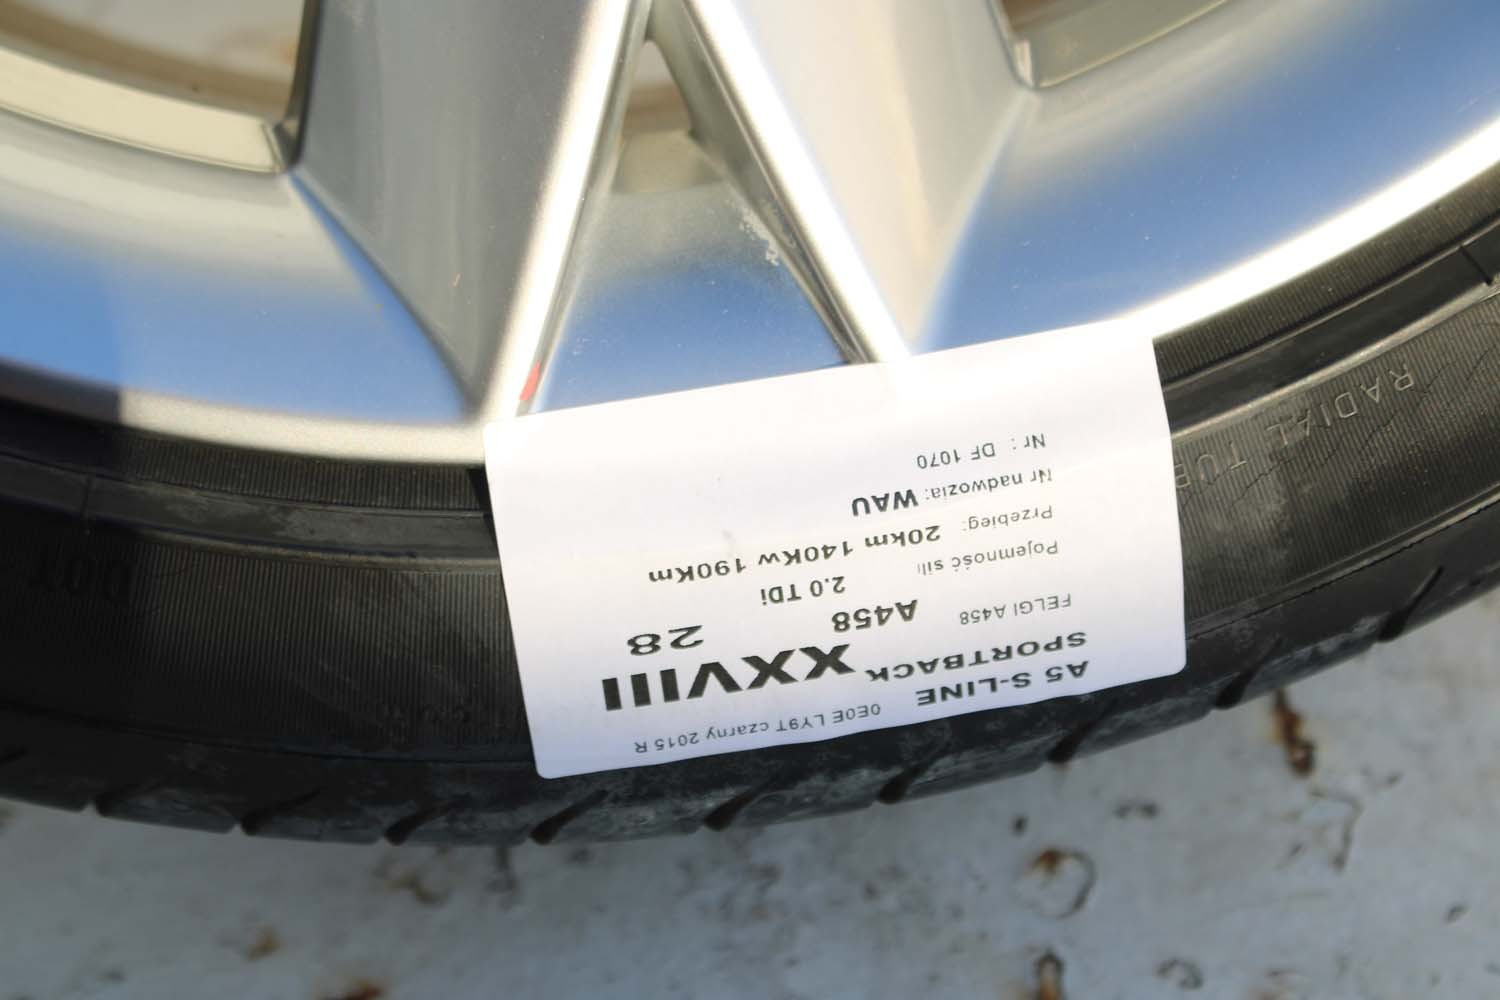 0E0E LY9T czarny 2015 R
A5 S-LINE
SPORTBACK XXVIII
FELGI A458 A458 28
Pojemność sil 2.0 TDi
Przebieg: 20km 140Kw 190Km
Nr nadwozia: WAU
Nr : DF 1070
RADIAL TUB
DOT